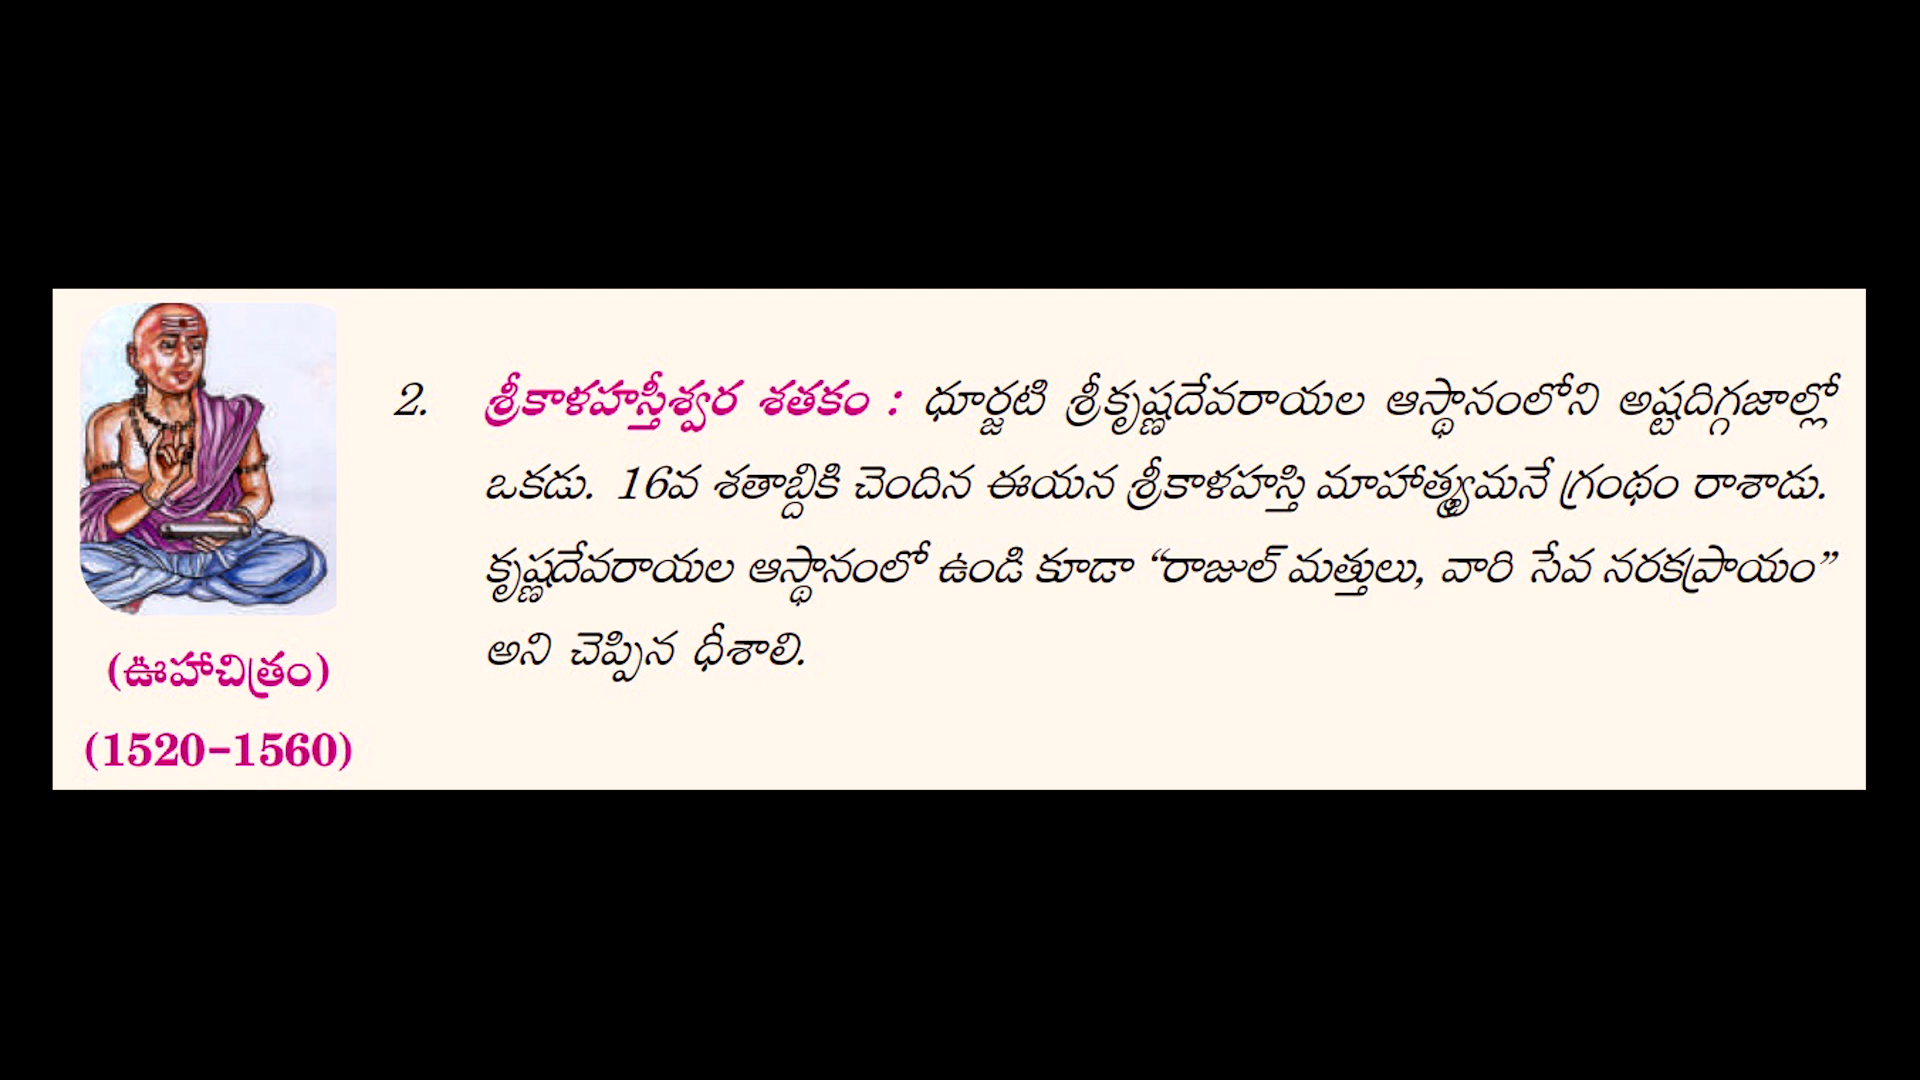 2. శ్రీకాళహస్తీశ్వర శతకం : ధూర్జటి శ్రీకృష్ణదేవరాయల ఆస్థానంలోని అష్టదిగ్గజాల్లో
ఒకడు. 16వ శతాబ్దికి చెందిన ఈయన శ్రీకాళహస్తి మాహాత్మ్యమనే గ్రంథం రాశాడు.
కృష్ణదేవరాయల ఆస్థానంలో ఉండి కూడా “రాజుల్ మత్తులు, వారి సేవ నరకప్రాయం”
అని చెప్పిన ధీశాలి.
(ఊహాచిత్రం)
(1520-1560)